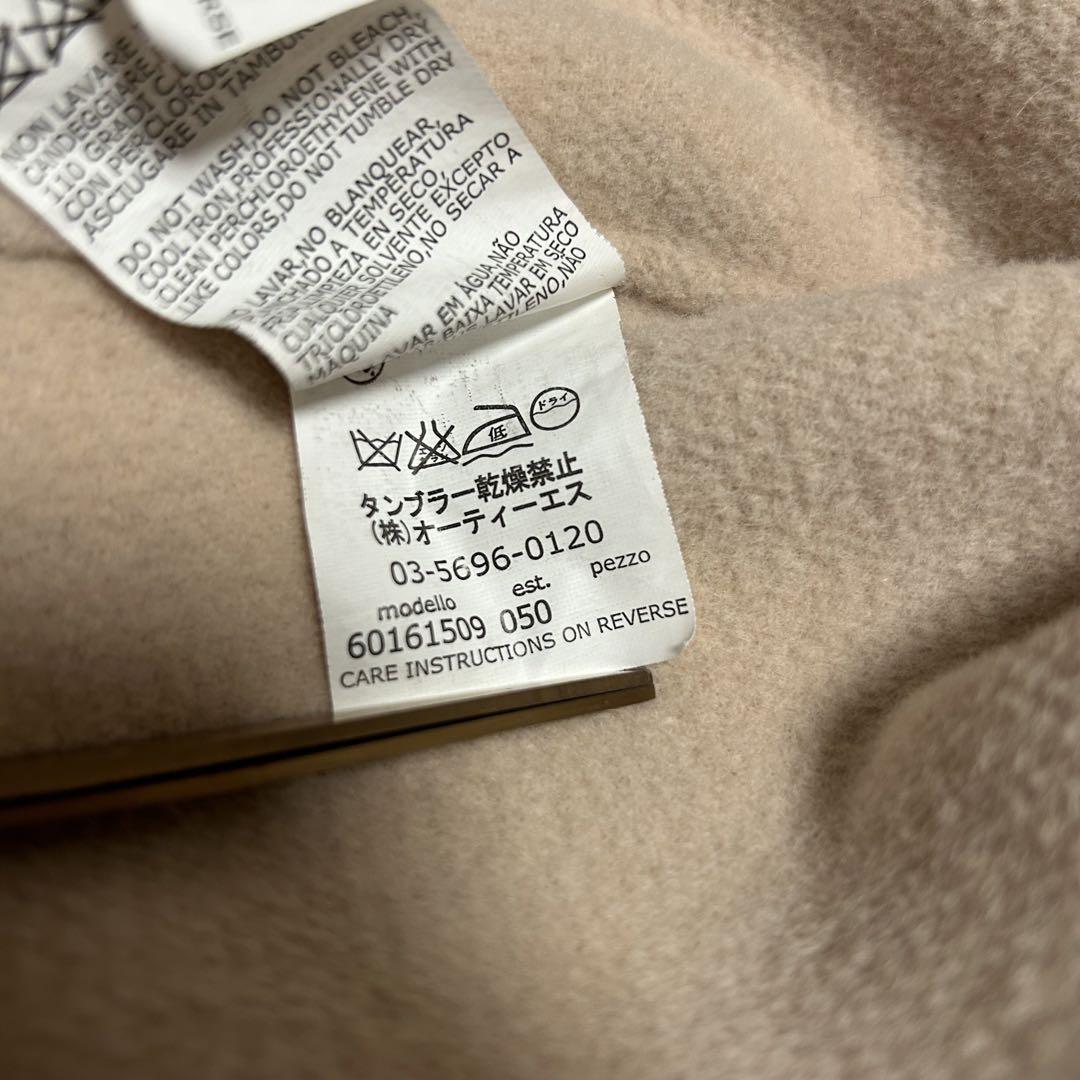 RSE
NON LAVARE
CANDEGGIARE
110 GRADI C
CON PERCLOROE
ASCIUGARE IN TAMBUR
DO NOT WASH,DO NOT BLEACH,
COOL IRON,PROFESSIONALLY DRY
CLEAN PERCHLOROETHYLENE WITH
LIKE COLORS,DO NOT TUMBLE DRY
LAVAR,NO BLANQUEAR,
A TEMPERATURA
EN SECO,
SOLVENTE EXCEPTO
TRICLORTILENO,NO SECAR A
MAQUINA
LAVAR EM AGUA,NÃO
BAIXA TEMPERATURA
LAVAR EM SECO
ドライ
低
タンブラー乾燥禁止
(株)オーティーエス
03-5696-0120
modello est. pezzo
60161509 050
CARE INSTRUCTIONS ON REVERSE